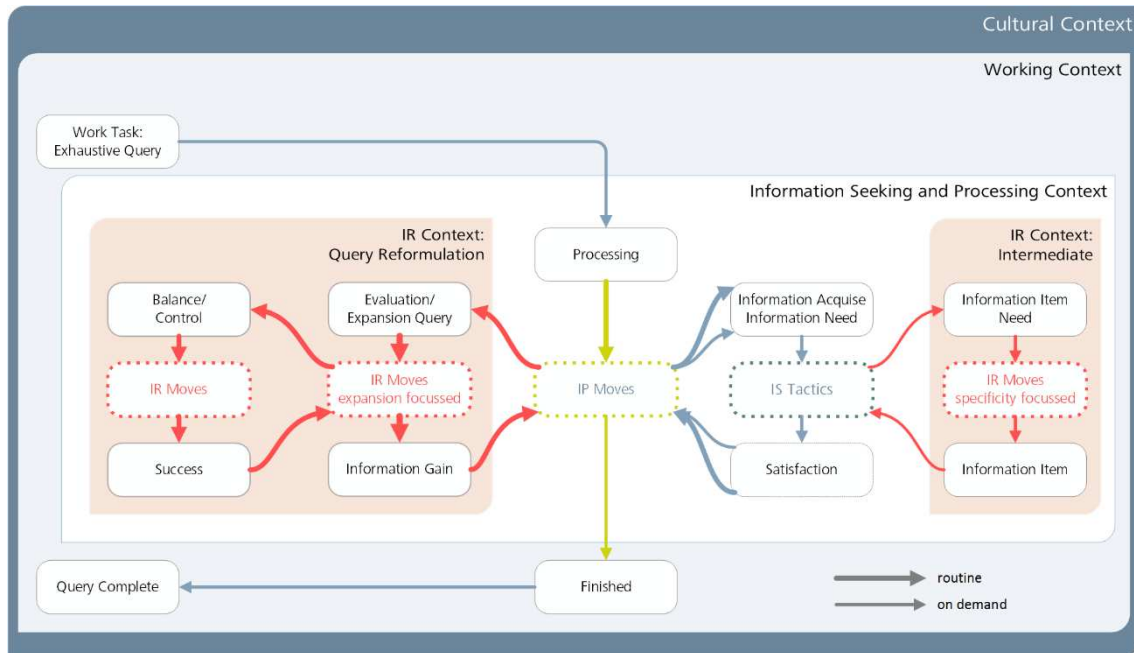 Cultural Context
Working Context
Work Task:
Exhaustive Query
Information Seeking and Processing Context
IR Context:
Query Reformulation
Processing
IR Context:
Intermediate
Balance/
Control
Evaluation/
Expansion Query
Information Acquise
Information Need
Information Item
Need
IR Moves
IR Moves
expansion focussed
IP Moves
IS Tactics
IR Moves
specificity focussed
Success
Information Gain
Satisfaction
Information Item
Query Complete
Finished
routine
on demand